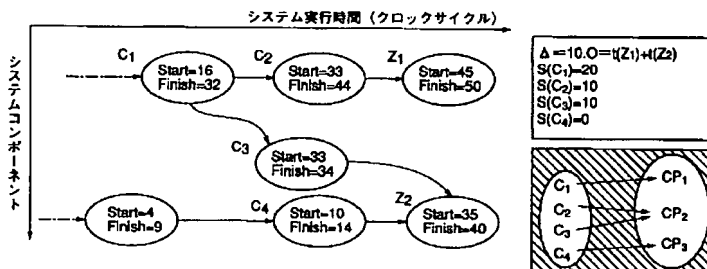 システム実行時間（クロックサイクル）
システムコンポーネント
C1
Start=16
Finish=32
C2
Start=33
Finish=44
Z1
Start=45
Finish=50
C3
Start=33
Finish=34
Start=4
Finish=9
C4
Start=10
Finish=14
Z2
Start=35
Finish=40
Δ=10.O=t(Z1)+t(Z2)
S(C1)=20
S(C2)=10
S(C3)=10
S(C4)=0
C1
C2
C3
C4
CP1
CP2
CP3